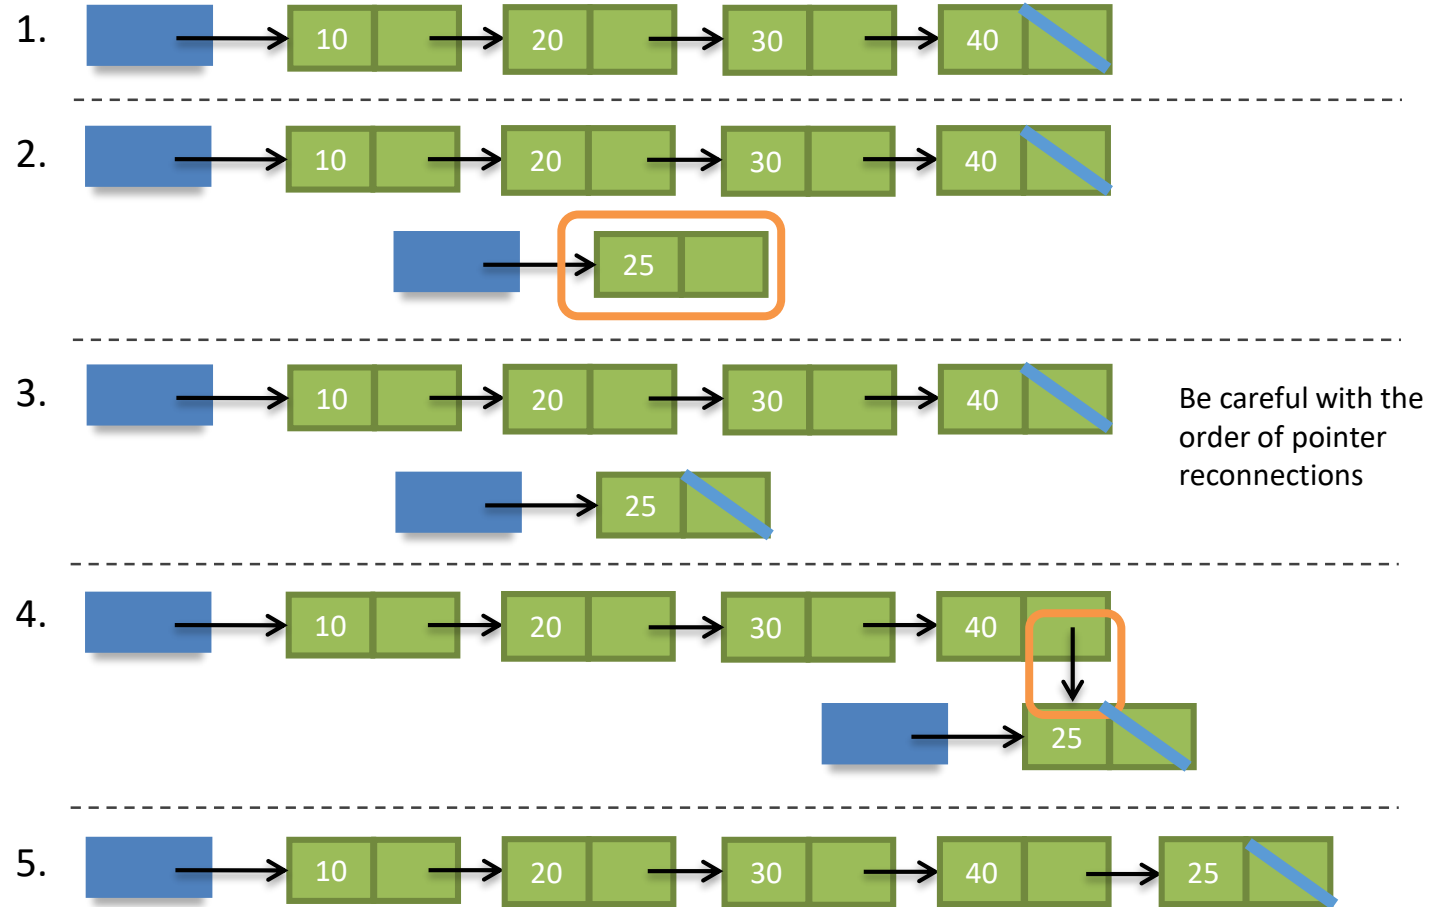 1. 10 20 30 40
2. 10 20 30 40
25
3. 10 20 30 40
Be careful with the
order of pointer
reconnections
25
4. 10 20 30 40
25
5. 10 20 30 40 25